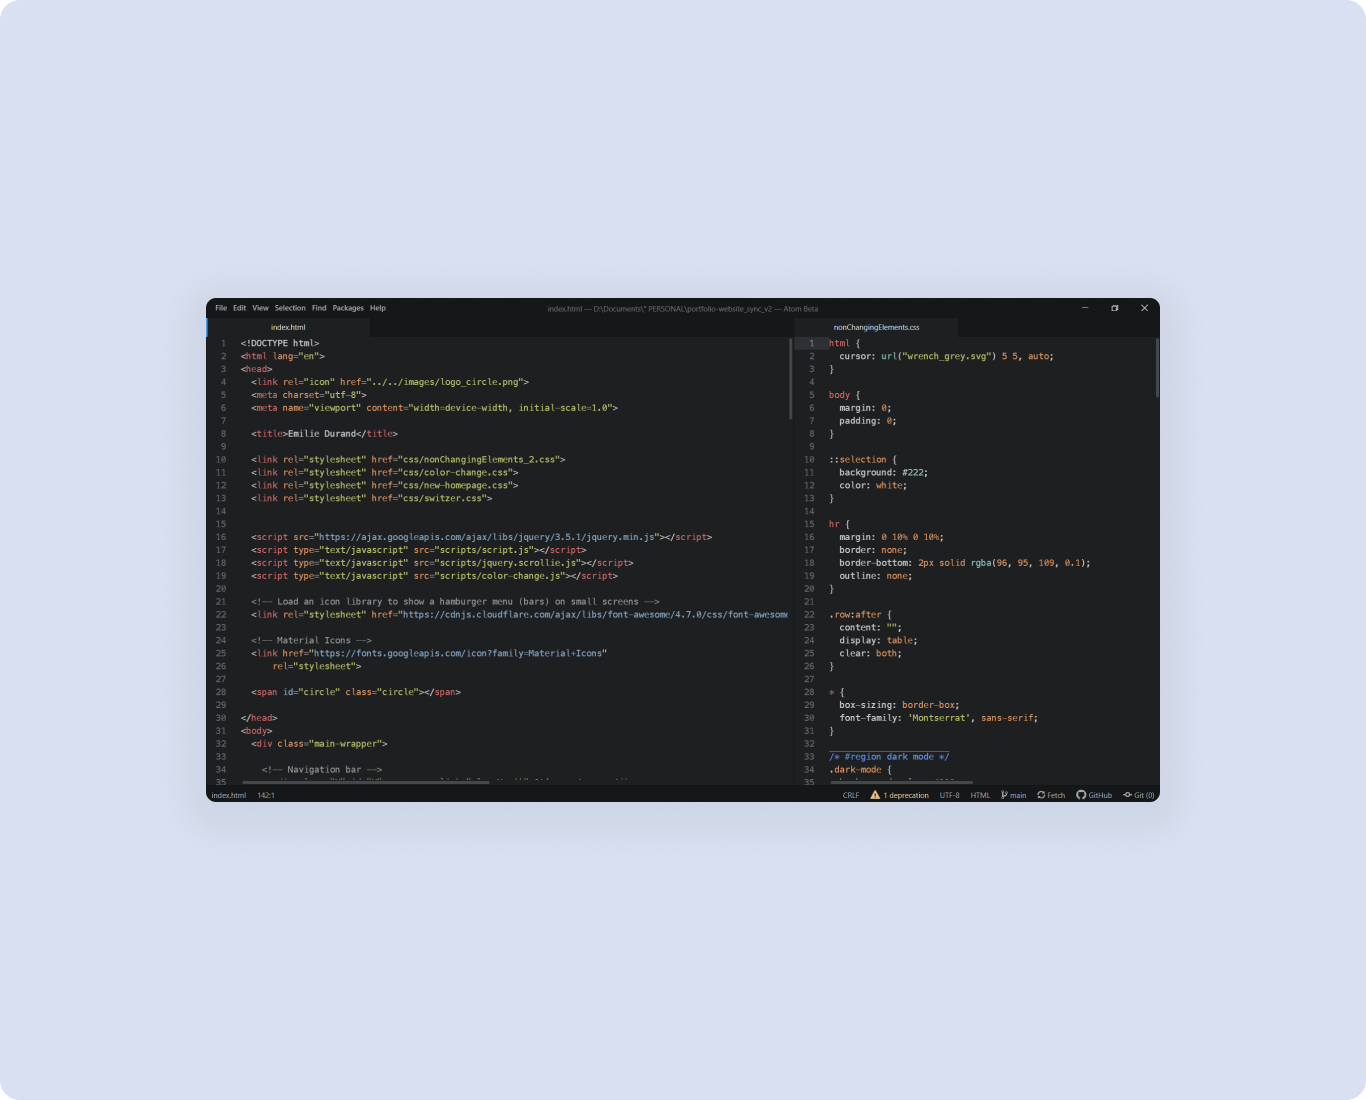 File Edit View Selection Find Packages Help
index.html — D:\Documents\" PERSONAL\portfolio-website_sync_v2 — Atom Beta
index.html
1 <!DOCTYPE html>
2 <html lang="en">
3 <head>
4 <link rel="icon" href="../../images/logo_circle.png">
5 <meta charset="utf-8">
6 <meta name="viewport" content="width=device-width, initial-scale=1.0">
7
8 <title>Emilie Durand</title>
9
10 <link rel="stylesheet" href="css/nonChangingElements_2.css">
11 <link rel="stylesheet" href="css/color-change.css">
12 <link rel="stylesheet" href="css/new-homepage.css">
13 <link rel="stylesheet" href="css/switzer.css">
14
15
16 <script src="https://ajax.googleapis.com/ajax/libs/jquery/3.5.1/jquery.min.js"></script>
17 <script type="text/javascript" src="scripts/script.js"></script>
18 <script type="text/javascript" src="scripts/jquery.scrollie.js"></script>
19 <script type="text/javascript" src="scripts/color-change.js"></script>
20
21 <!-- Load an icon library to show a hamburger menu (bars) on small screens -->
22 <link rel="stylesheet" href="https://cdnjs.cloudflare.com/ajax/libs/font-awesome/4.7.0/css/font-awesome
23
24 <!-- Material Icons -->
25 <link href="https://fonts.googleapis.com/icon?family=Material+Icons"
26 rel="stylesheet">
27
28 <span id="circle" class="circle"></span>
29
30 </head>
31 <body>
32 <div class="main-wrapper">
33
34 <!-- Navigation bar -->
35
nonChangingElements.css
1 html {
2 cursor: url("wrench_grey.svg") 5 5, auto;
3 }
4
5 body {
6 margin: 0;
7 padding: 0;
8 }
9
10 ::selection {
11 background: #222;
12 color: white;
13 }
14
15 hr {
16 margin: 0 10% 0 10%;
17 border: none;
18 border-bottom: 2px solid rgba(96, 95, 109, 0.1);
19 outline: none;
20 }
21
22 .row:after {
23 content: "";
24 display: table;
25 clear: both;
26 }
27
28 * {
29 box-sizing: border-box;
30 font-family: 'Montserrat', sans-serif;
31 }
32
33 /* #region dark mode */
34 .dark-mode {
35
index.html 142:1
CRLF 1 deprecation UTF-8 HTML main Fetch GitHub Git (0)